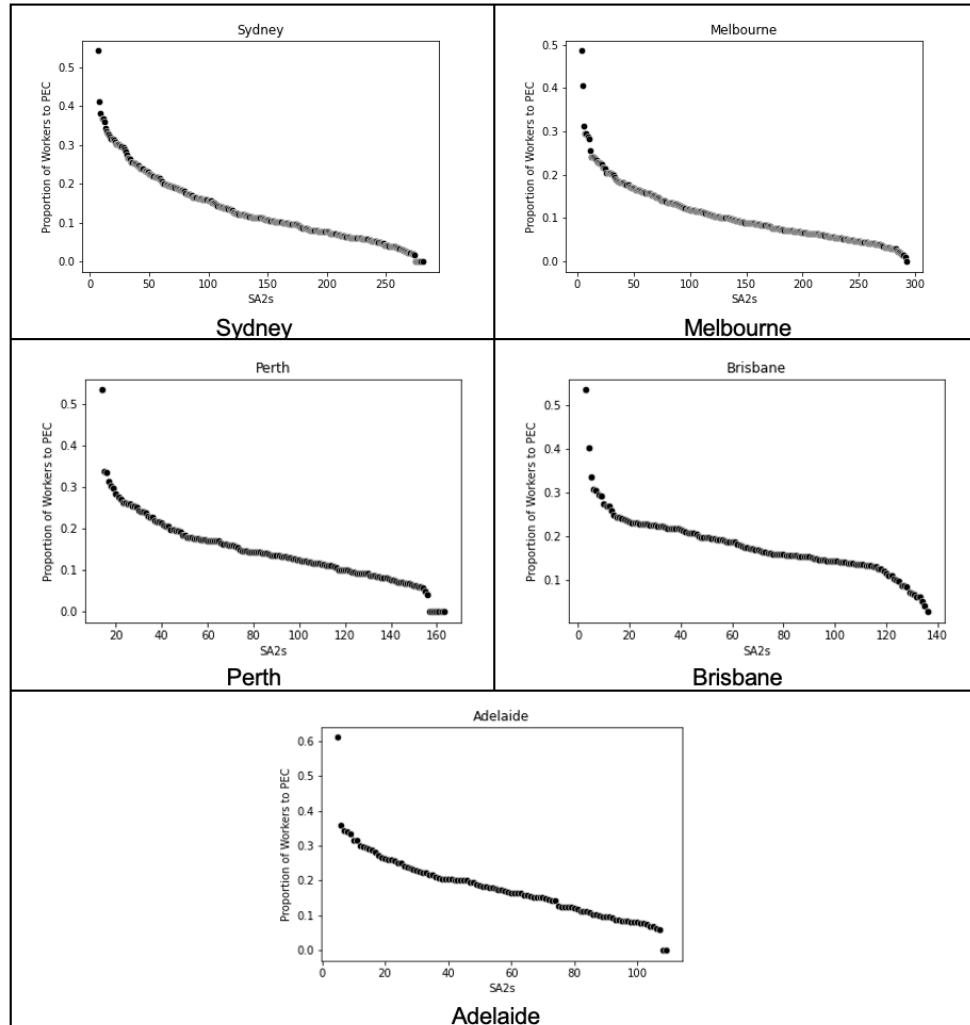 Sydney
Proportion of Workers to PEC
0.5
0.4
0.3
0.2
0.1
0.0
0 50 100 150 200 250
SA2s
Sydney
Melbourne
Proportion of Workers to PEC
0.5
0.4
0.3
0.2
0.1
0.0
0 50 100 150 200 250 300
SA2s
Melbourne
Perth
Proportion of Workers to PEC
0.5
0.4
0.3
0.2
0.1
0.0
20 40 60 80 100 120 140 160
SA2s
Perth
Brisbane
Proportion of Workers to PEC
0.5
0.4
0.3
0.2
0.1
0 20 40 60 80 100 120 140
SA2s
Brisbane
Adelaide
Proportion of Workers to PEC
0.6
0.5
0.4
0.3
0.2
0.1
0.0
0 20 40 60 80 100
SA2s
Adelaide